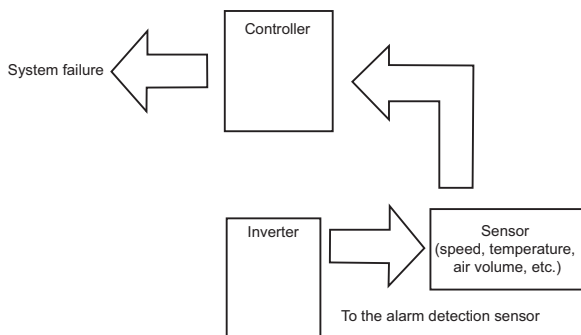 Controller
System failure
Inverter
Sensor
(speed, temperature,
air volume, etc.)
To the alarm detection sensor